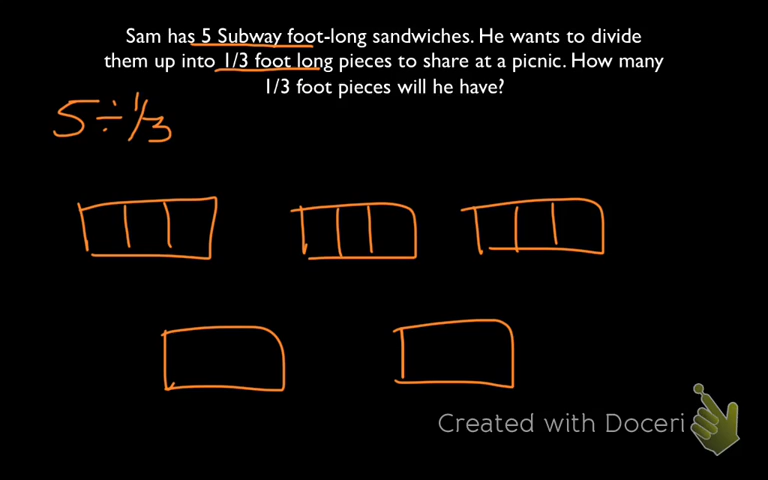 Sam has 5 Subway foot-long sandwiches. He wants to divide
them up into 1/3 foot long pieces to share at a picnic. How many
1/3 foot pieces will he have?
5 ÷ 1/3
Created with Doceri